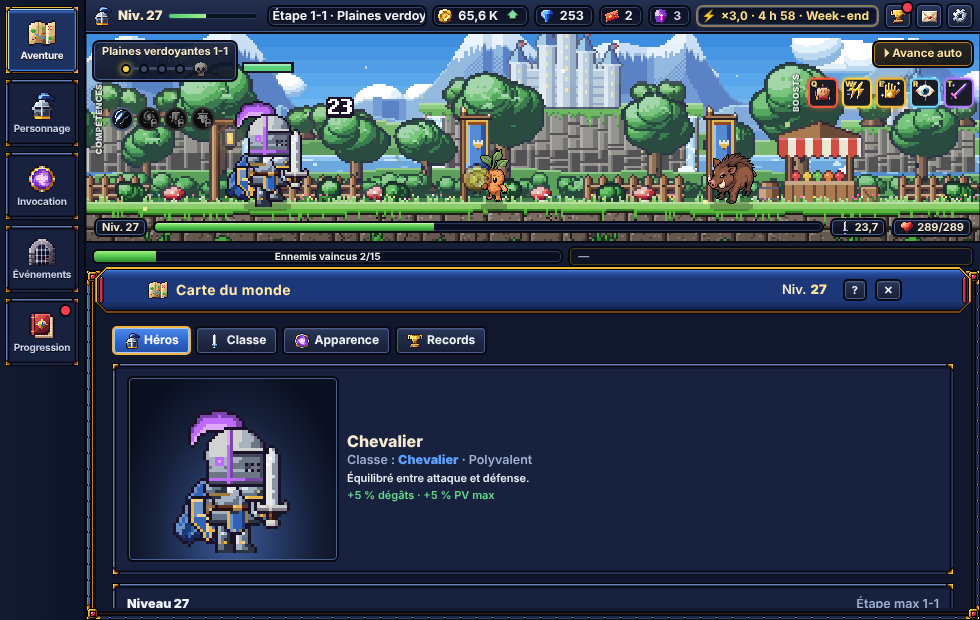 Niv. 27
Étape 1-1 · Plaines verdoy
65,6 K
253
2
3
×3,0 · 4 h 58 · Week-end
Aventure
Personnage
Invocation
Événements
Progression
Plaines verdoyantes 1-1
Avance auto
COMPÉTENCES
BOOSTS
23
Niv. 27
23,7
289/289
Ennemis vaincus 2/15
—
Carte du monde
Niv. 27
?
×
Héros
Classe
Apparence
Records
Chevalier
Classe : Chevalier · Polyvalent
Équilibré entre attaque et défense.
+5 % dégâts · +5 % PV max
Niveau 27
Étape max 1-1